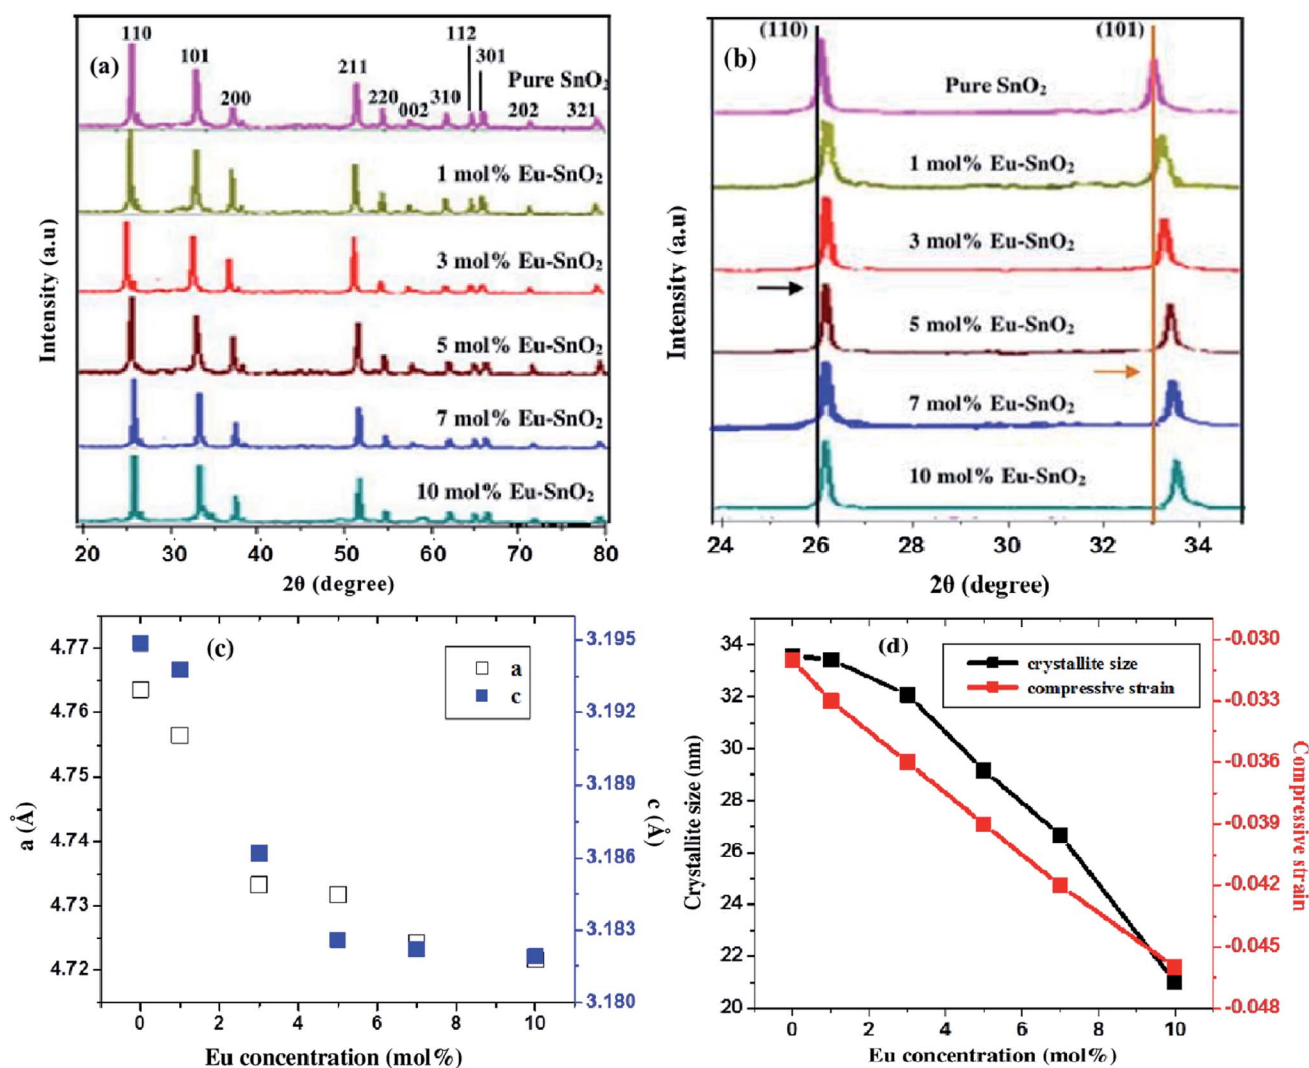 (a)
110
101
200
211
220
002
310
112
301
202
321
Pure SnO₂
1 mol% Eu-SnO₂
3 mol% Eu-SnO₂
5 mol% Eu-SnO₂
7 mol% Eu-SnO₂
10 mol% Eu-SnO₂
Intensity (a.u)
20 30 40 50 60 70 80
2θ (degree)
(b)
(110)
(101)
Pure SnO₂
1 mol% Eu-SnO₂
3 mol% Eu-SnO₂
5 mol% Eu-SnO₂
7 mol% Eu-SnO₂
10 mol% Eu-SnO₂
Intensity (a.u)
24 26 28 30 32 34
2θ (degree)
(c)
a
c
4.77
4.76
4.75
4.74
4.73
4.72
a (Å)
3.195
3.192
3.189
3.186
3.183
3.180
c (Å)
0 2 4 6 8 10
Eu concentration (mol%)
(d)
crystallite size
compressive strain
34
32
30
28
26
24
22
20
Crystallite size (nm)
-0.030
-0.033
-0.036
-0.039
-0.042
-0.045
-0.048
Compressive strain
0 2 4 6 8 10
Eu concentration (mol%)